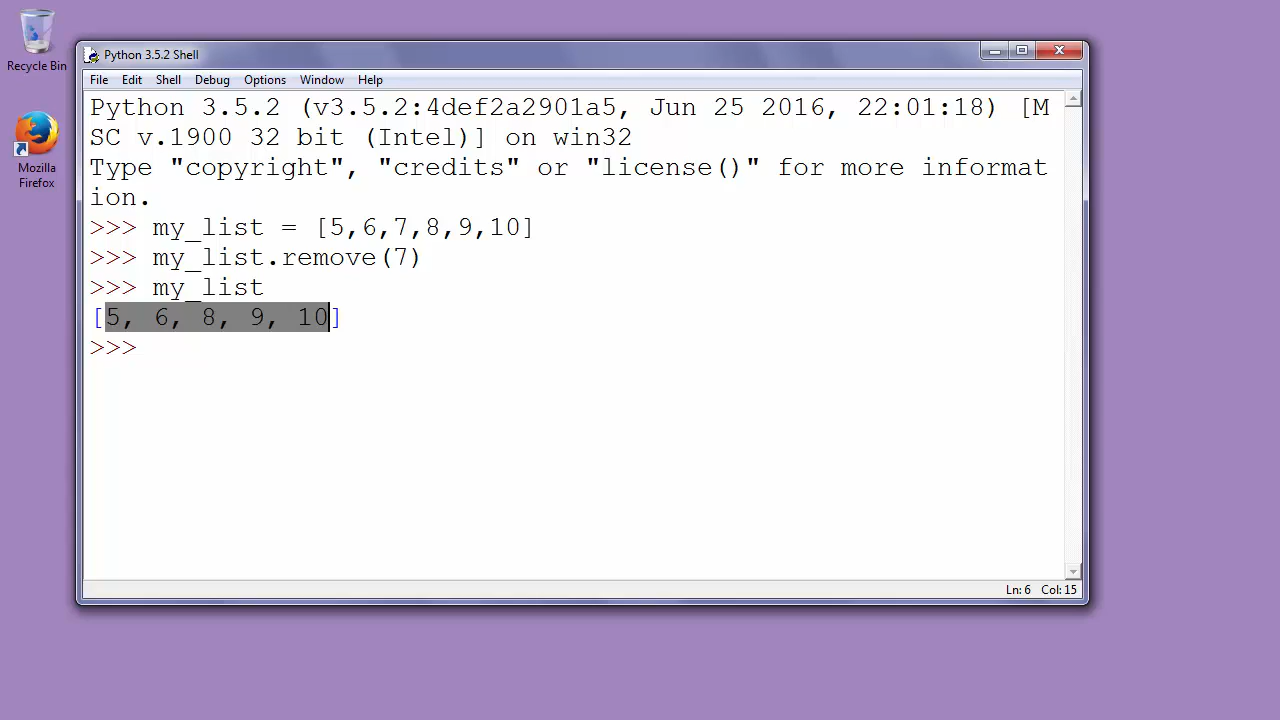 Recycle Bin
Mozilla
Firefox
Python 3.5.2 Shell
File Edit Shell Debug Options Window Help
Python 3.5.2 (v3.5.2:4def2a2901a5, Jun 25 2016, 22:01:18) [M
SC v.1900 32 bit (Intel)] on win32
Type "copyright", "credits" or "license()" for more informat
ion.
>>> my_list = [5,6,7,8,9,10]
>>> my_list.remove(7)
>>> my_list
[5, 6, 8, 9, 10]
>>>
Ln: 6 Col: 15